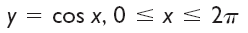 y = cos x, 0 ≤ x ≤ 2π